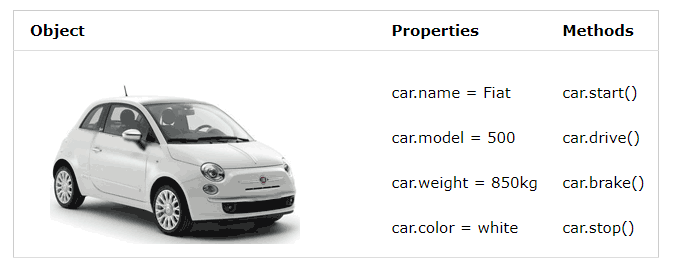 Object Properties Methods
car.name = Fiat car.start()
car.model = 500 car.drive()
car.weight = 850kg car.brake()
car.color = white car.stop()